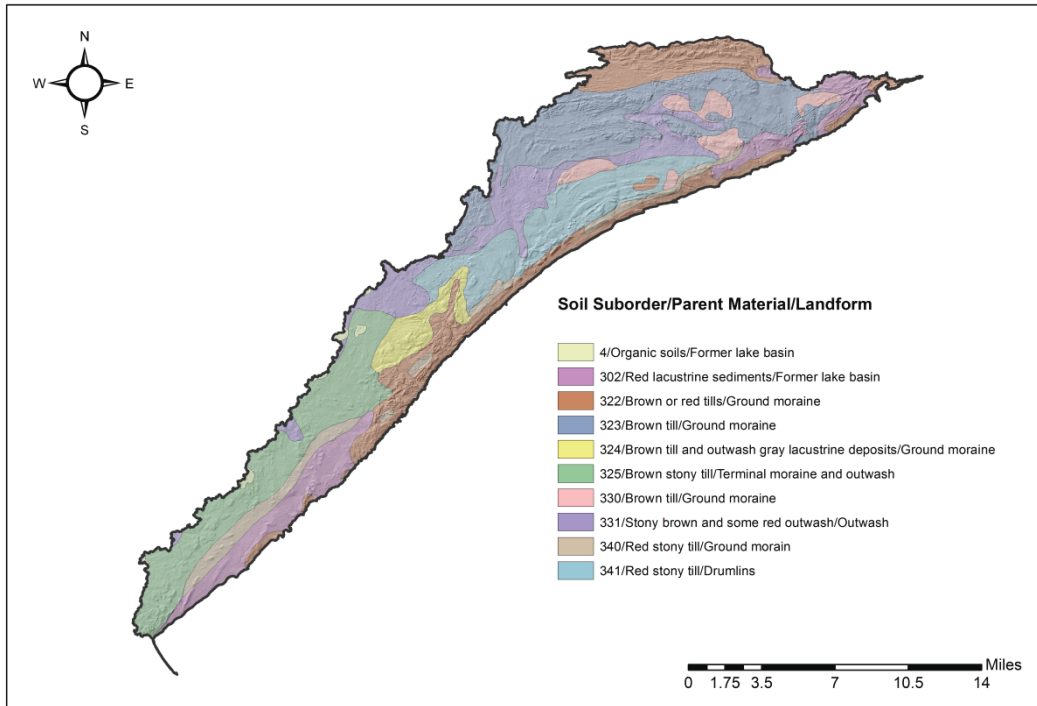 N
W E
S
Soil Suborder/Parent Material/Landform
4/Organic soils/Former lake basin
302/Red lacustrine sediments/Former lake basin
322/Brown or red tills/Ground moraine
323/Brown till/Ground moraine
324/Brown till and outwash gray lacustrine deposits/Ground moraine
325/Brown stony till/Terminal moraine and outwash
330/Brown till/Ground moraine
331/Stony brown and some red outwash/Outwash
340/Red stony till/Ground morain
341/Red stony till/Drumlins
Miles
0 1.75 3.5 7 10.5 14